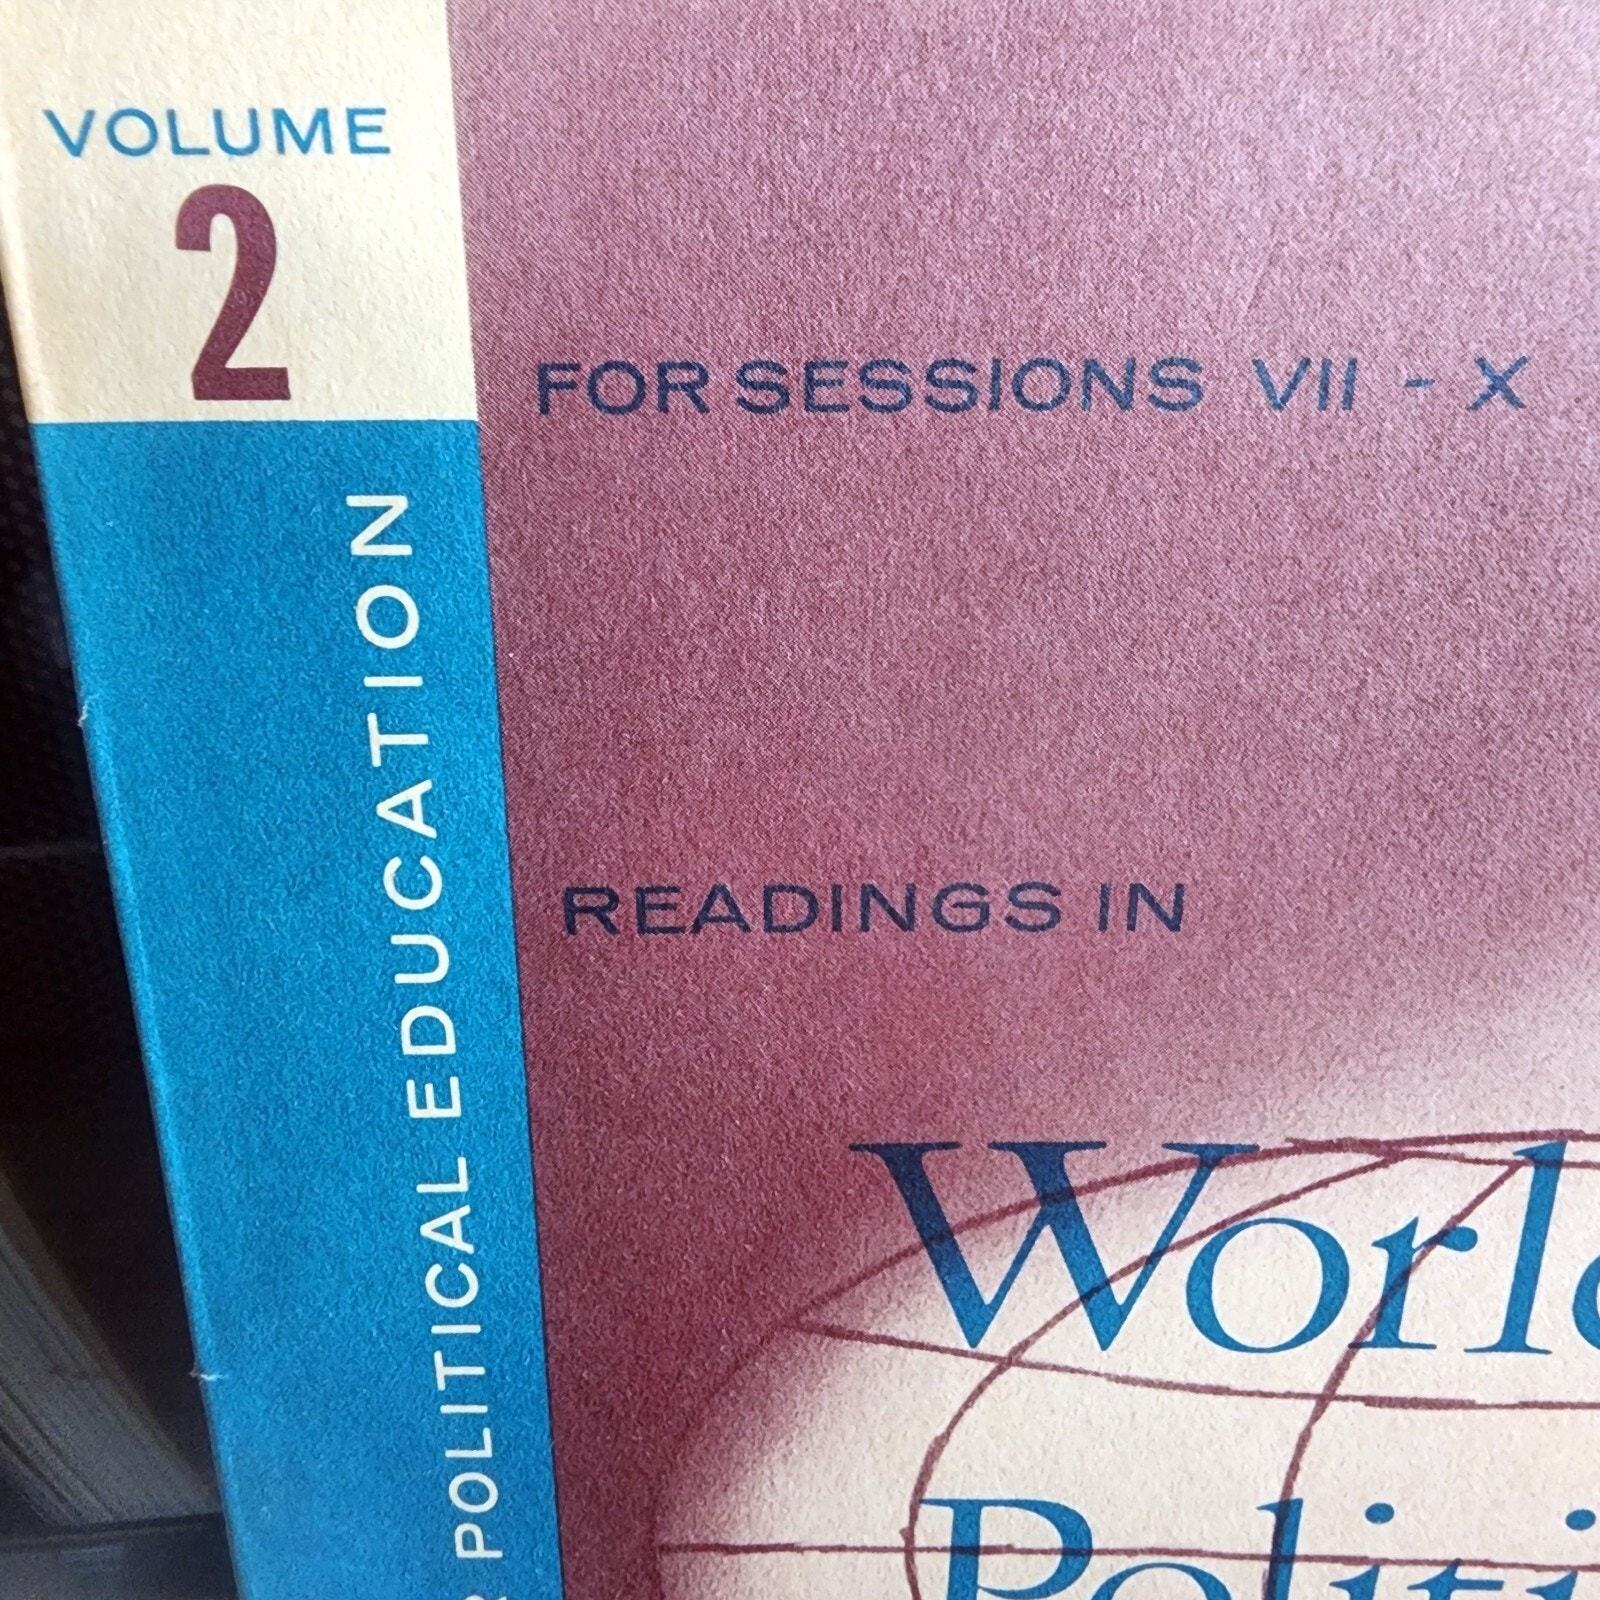 VOLUME
2
FOR SESSIONS VII - X
POLITICAL EDUCATION
READINGS IN